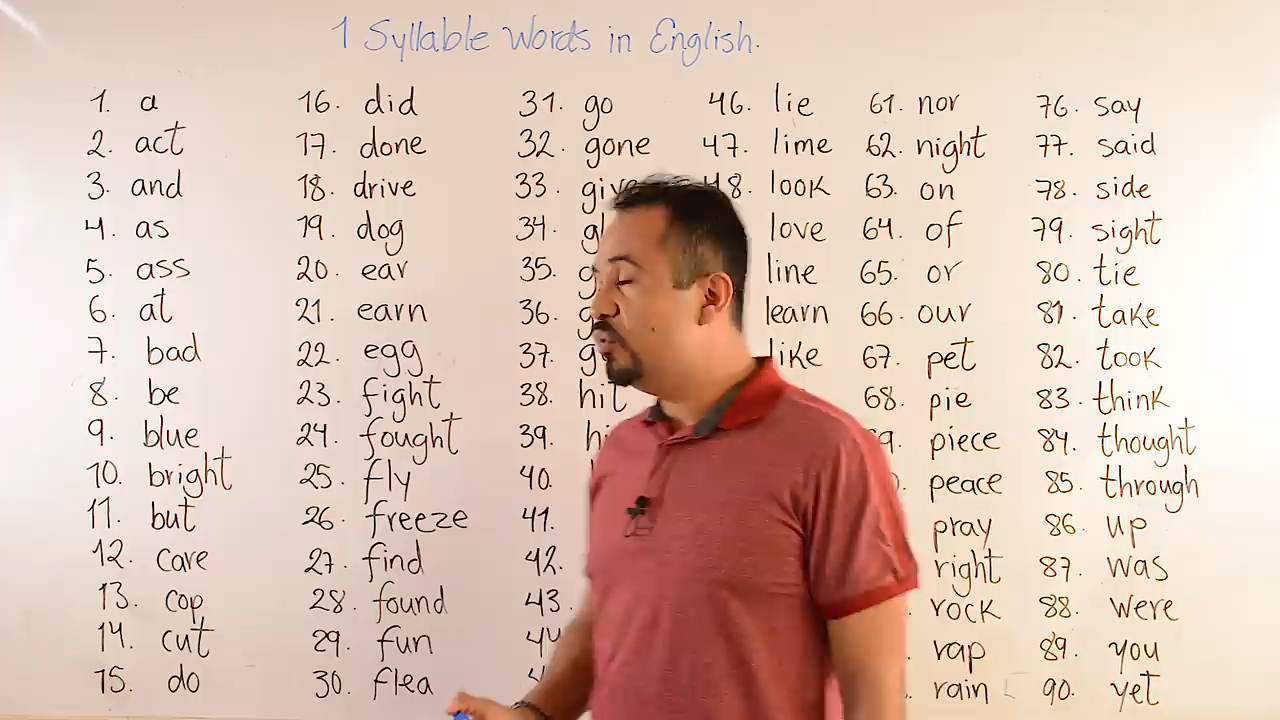 1 Syllable Words in English.
1. a
2. act
3. and
4. as
5. ass
6. at
7. bad
8. be
9. blue
10. bright
11. but
12. care
13. cop
14. cut
15. do
16. did
17. done
18. drive
19. dog
20. ear
21. earn
22. egg
23. fight
24. fought
25. fly
26. freeze
27. find
28. found
29. fun
30. flea
31. go
32. gone
33. give
34.
35.
36.
37.
38. hit
39.
40.
41.
42.
43.
46. lie
47. lime
48. look
love
line
learn
like
61. nor
62. night
63. on
64. of
65. or
66. our
67. pet
68. pie
piece
peace
pray
right
rock
rap
rain
76. say
77. said
78. side
79. sight
80. tie
81. take
82. took
83. think
84. thought
85. through
86. up
87. was
88. were
89. you
90. yet